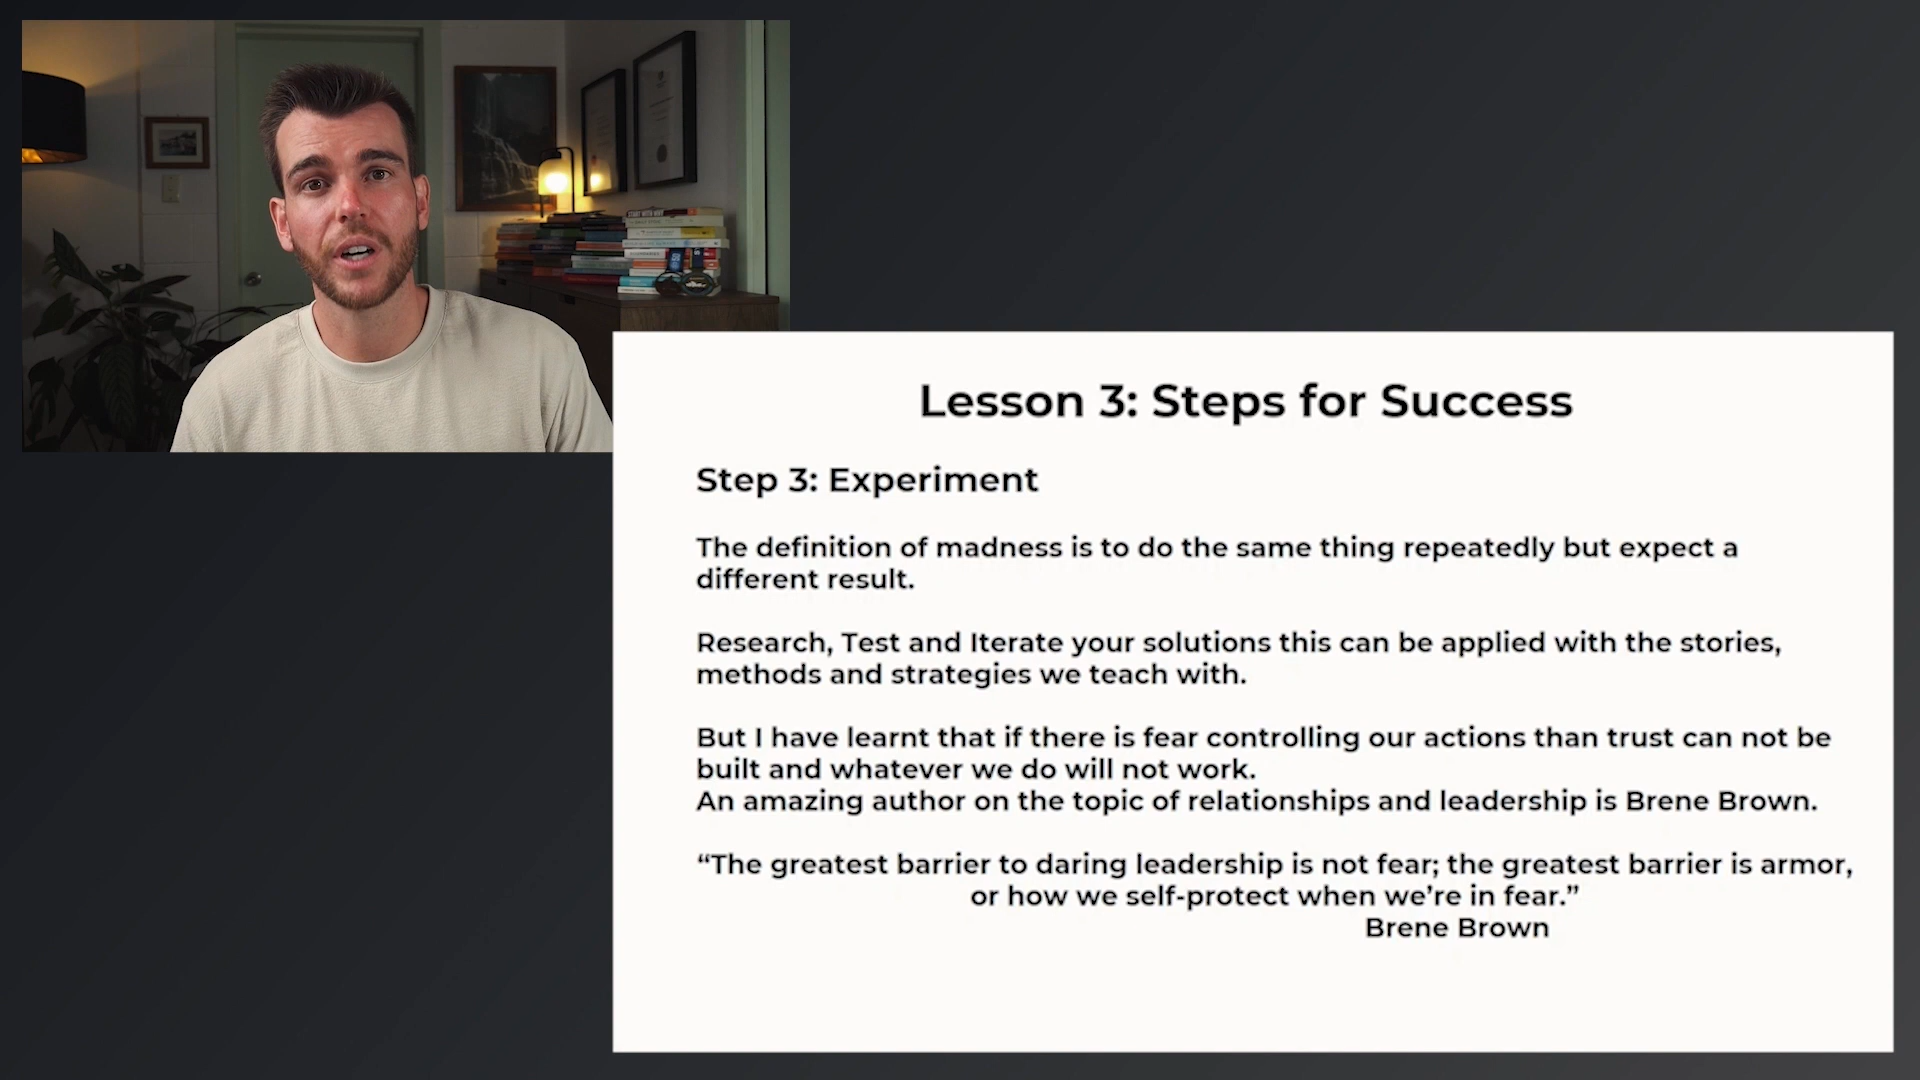 START WITH WHY
Lesson 3: Steps for Success
Step 3: Experiment
The definition of madness is to do the same thing repeatedly but expect a
different result.
Research, Test and Iterate your solutions this can be applied with the stories,
methods and strategies we teach with.
But I have learnt that if there is fear controlling our actions than trust can not be
built and whatever we do will not work.
An amazing author on the topic of relationships and leadership is Brene Brown.
“The greatest barrier to daring leadership is not fear; the greatest barrier is armor,
or how we self-protect when we’re in fear.”
Brene Brown